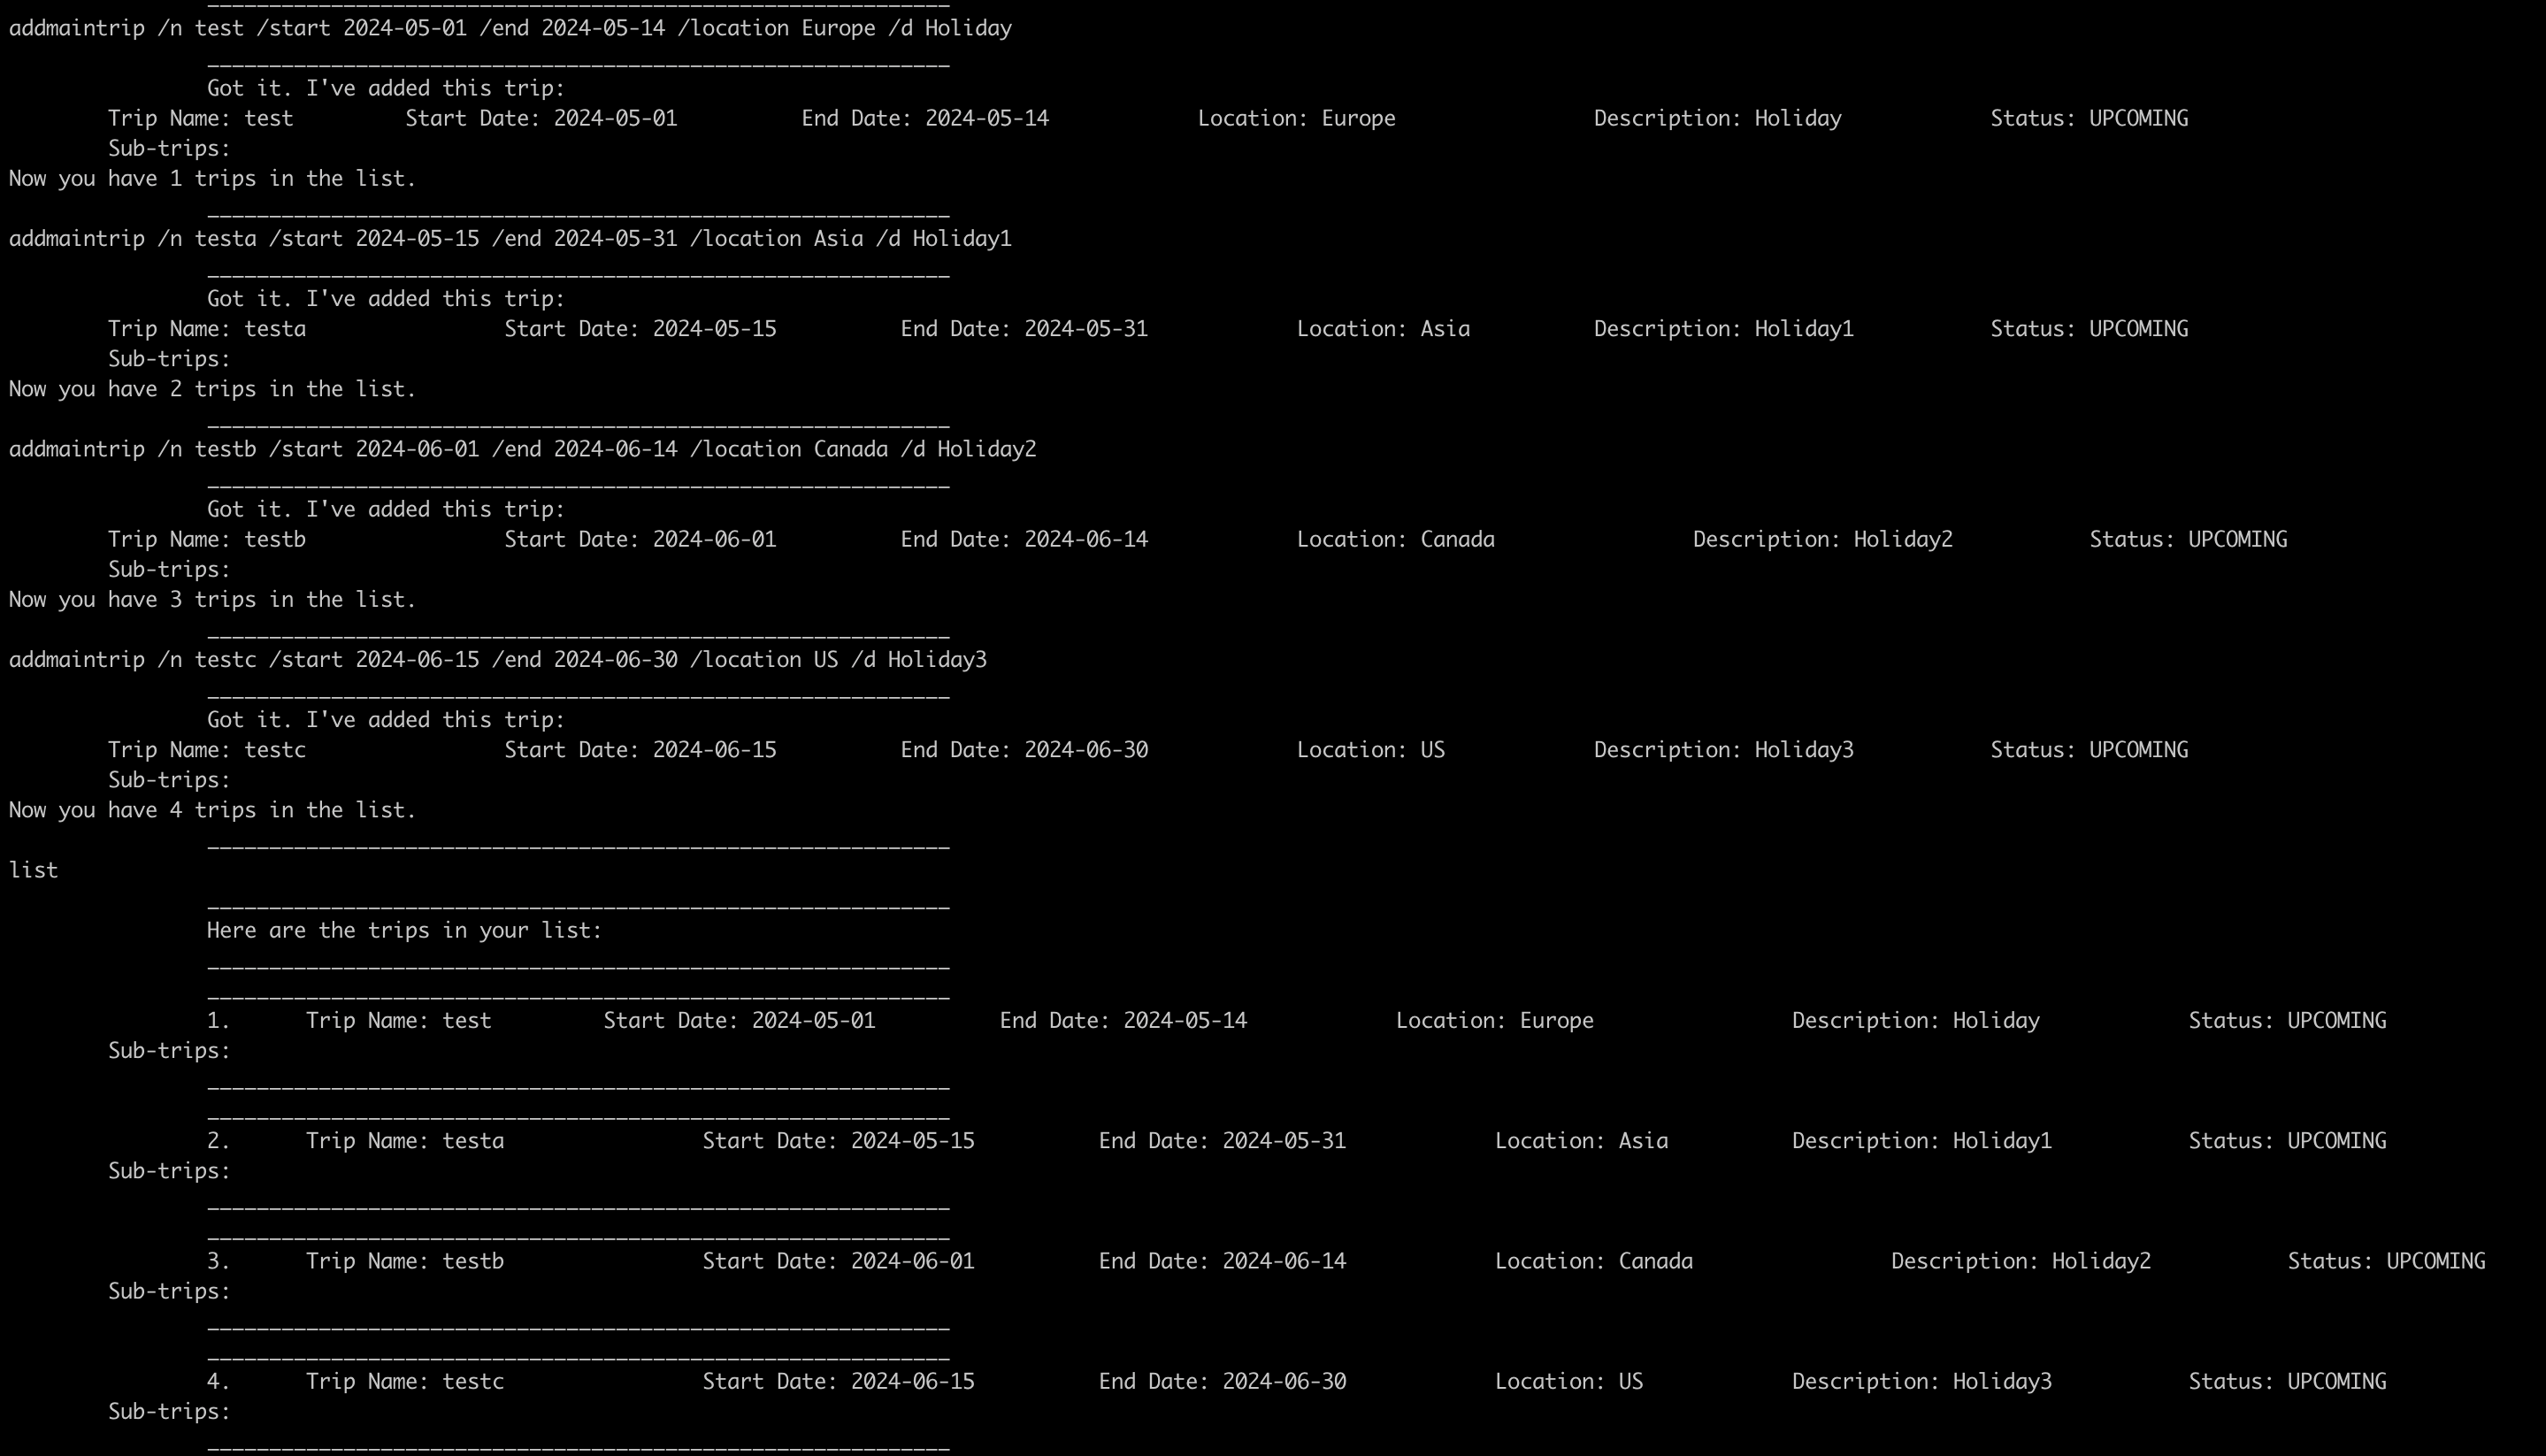 ____________________________________________________________
addmaintrip /n test /start 2024-05-01 /end 2024-05-14 /location Europe /d Holiday
____________________________________________________________
Got it. I've added this trip:
Trip Name: test Start Date: 2024-05-01 End Date: 2024-05-14 Location: Europe Description: Holiday Status: UPCOMING
Sub-trips:
Now you have 1 trips in the list.
____________________________________________________________
addmaintrip /n testa /start 2024-05-15 /end 2024-05-31 /location Asia /d Holiday1
____________________________________________________________
Got it. I've added this trip:
Trip Name: testa Start Date: 2024-05-15 End Date: 2024-05-31 Location: Asia Description: Holiday1 Status: UPCOMING
Sub-trips:
Now you have 2 trips in the list.
____________________________________________________________
addmaintrip /n testb /start 2024-06-01 /end 2024-06-14 /location Canada /d Holiday2
____________________________________________________________
Got it. I've added this trip:
Trip Name: testb Start Date: 2024-06-01 End Date: 2024-06-14 Location: Canada Description: Holiday2 Status: UPCOMING
Sub-trips:
Now you have 3 trips in the list.
____________________________________________________________
addmaintrip /n testc /start 2024-06-15 /end 2024-06-30 /location US /d Holiday3
____________________________________________________________
Got it. I've added this trip:
Trip Name: testc Start Date: 2024-06-15 End Date: 2024-06-30 Location: US Description: Holiday3 Status: UPCOMING
Sub-trips:
Now you have 4 trips in the list.
____________________________________________________________
list
____________________________________________________________
Here are the trips in your list:
____________________________________________________________
____________________________________________________________
1. Trip Name: test Start Date: 2024-05-01 End Date: 2024-05-14 Location: Europe Description: Holiday Status: UPCOMING
Sub-trips:
____________________________________________________________
____________________________________________________________
2. Trip Name: testa Start Date: 2024-05-15 End Date: 2024-05-31 Location: Asia Description: Holiday1 Status: UPCOMING
Sub-trips:
____________________________________________________________
____________________________________________________________
3. Trip Name: testb Start Date: 2024-06-01 End Date: 2024-06-14 Location: Canada Description: Holiday2 Status: UPCOMING
Sub-trips:
____________________________________________________________
____________________________________________________________
4. Trip Name: testc Start Date: 2024-06-15 End Date: 2024-06-30 Location: US Description: Holiday3 Status: UPCOMING
Sub-trips:
____________________________________________________________